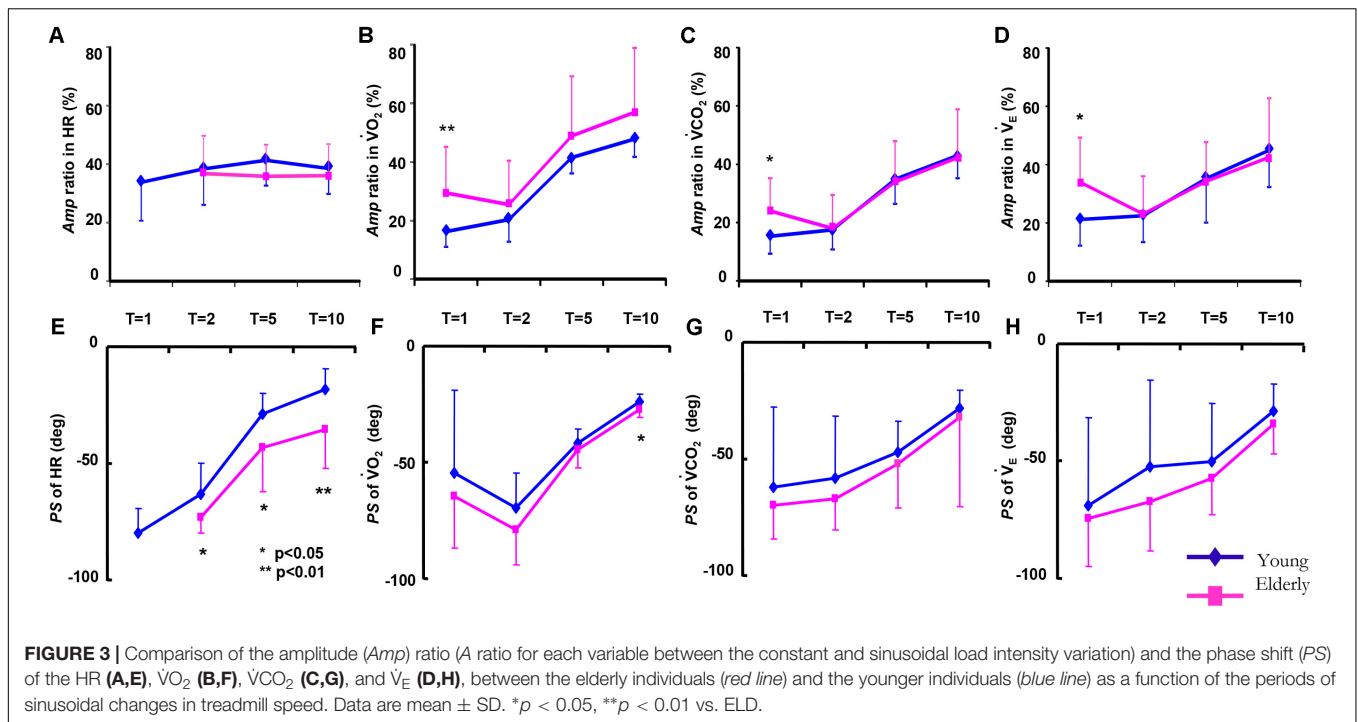 A
B
C
D
Amp ratio in HR (%)
80
60
40
20
0
Amp ratio in V̇O₂ (%)
80
60
40
20
0
**
Amp ratio in V̇CO₂ (%)
80
60
40
20
0
*
Amp ratio in V̇E (%)
80
60
40
20
0
*
E
T=1 T=2 T=5 T=10
F
T=1 T=2 T=5 T=10
G
T=1 T=2 T=5 T=10
H
T=1 T=2 T=5 T=10
PS of HR (deg)
0
-50
-100
*
*
**
* p<0.05
** p<0.01
PS of V̇O₂ (deg)
0
-50
-100
*
PS of V̇CO₂ (deg)
0
-50
-100
PS of V̇E (deg)
0
-50
-100
Young
Elderly
FIGURE 3 | Comparison of the amplitude (Amp) ratio (A ratio for each variable between the constant and sinusoidal load intensity variation) and the phase shift (PS)
of the HR (A,E), V̇O₂ (B,F), V̇CO₂ (C,G), and V̇E (D,H), between the elderly individuals (red line) and the younger individuals (blue line) as a function of the periods of
sinusoidal changes in treadmill speed. Data are mean ± SD. *p < 0.05, **p < 0.01 vs. ELD.